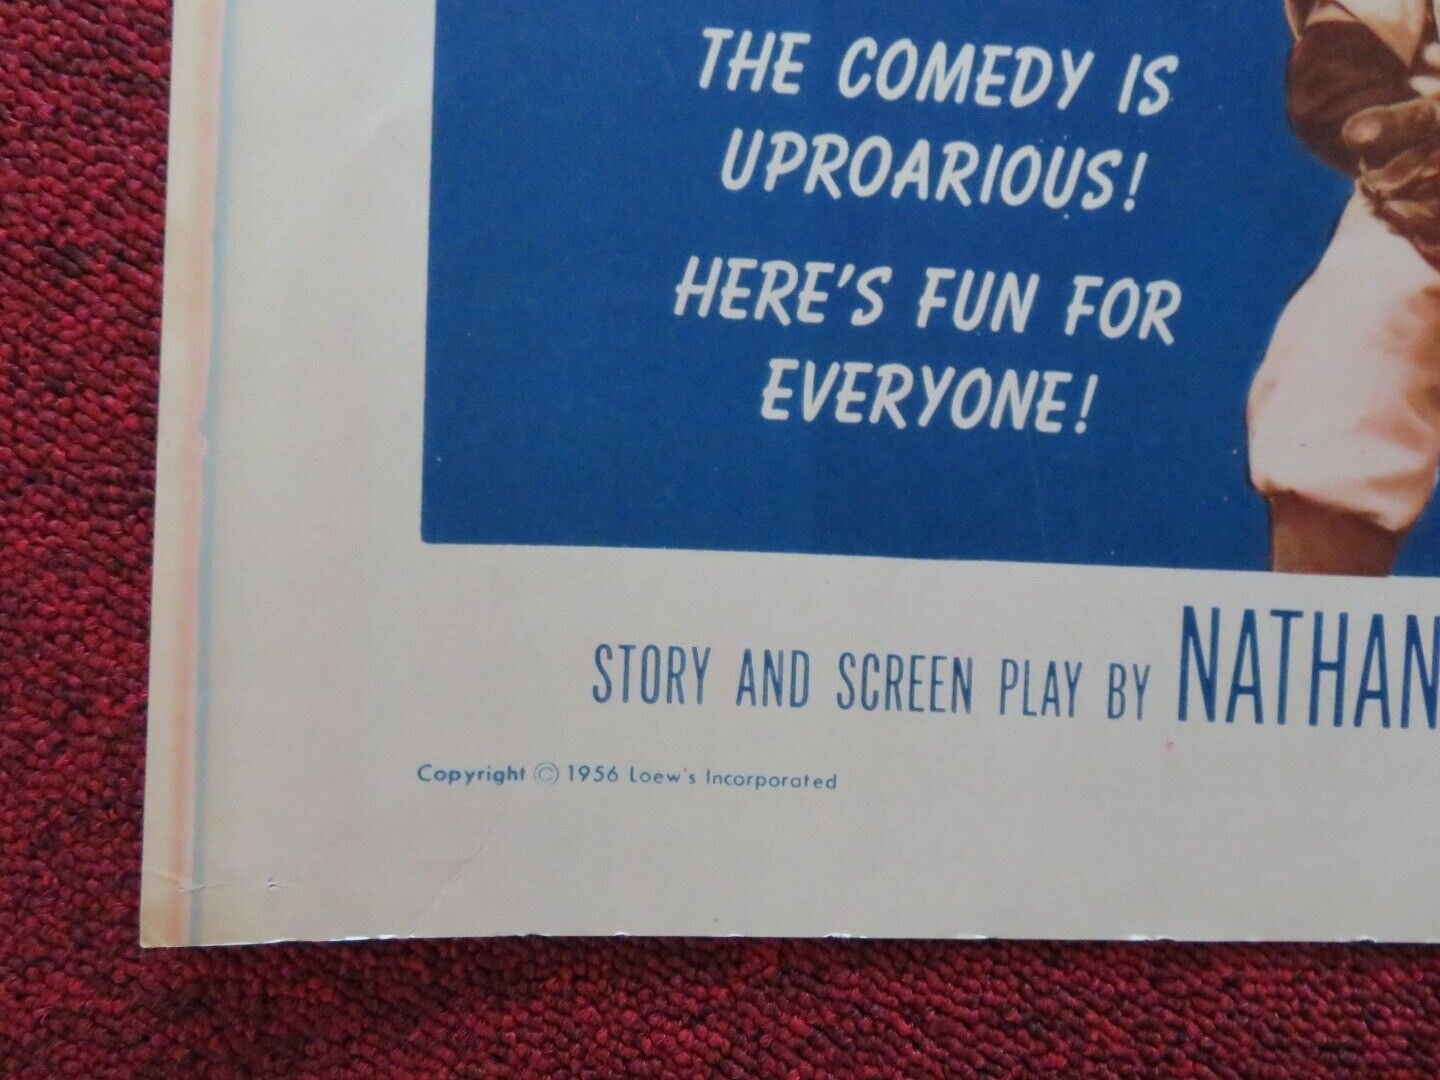 THE COMEDY IS
UPROARIOUS!
HERE'S FUN FOR
EVERYONE!
STORY AND SCREEN PLAY BY NATHAN
Copyright © 1956 Loew's Incorporated